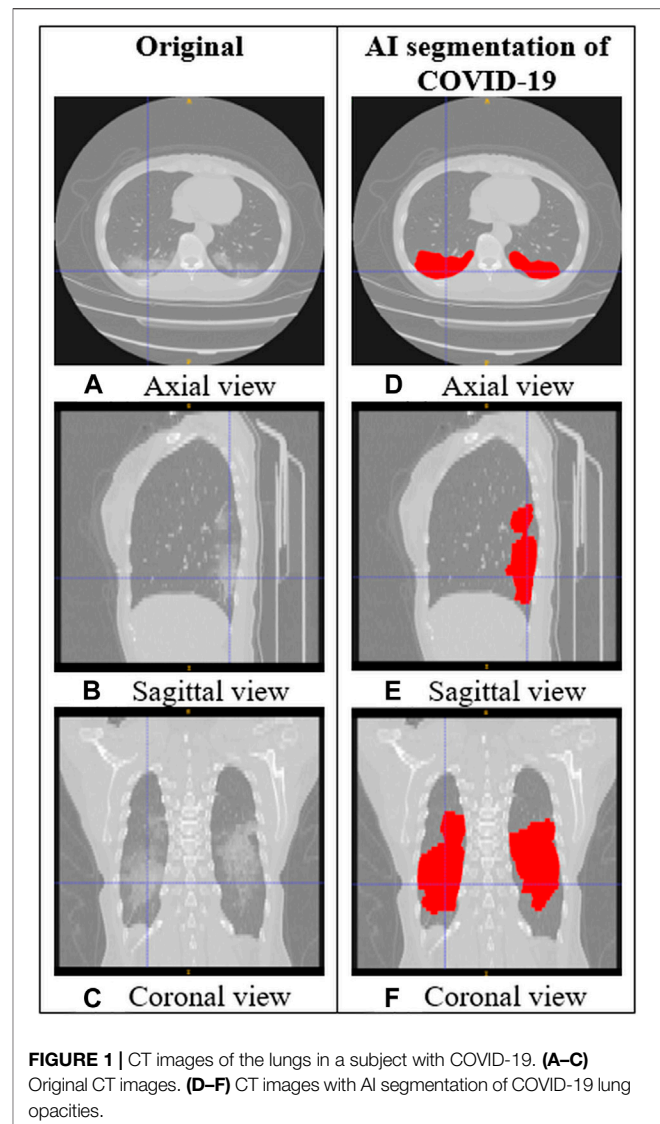 Original
AI segmentation of
COVID-19
A Axial view
D Axial view
B Sagittal view
E Sagittal view
C Coronal view
F Coronal view
FIGURE 1 | CT images of the lungs in a subject with COVID-19. (A–C)
Original CT images. (D–F) CT images with AI segmentation of COVID-19 lung
opacities.